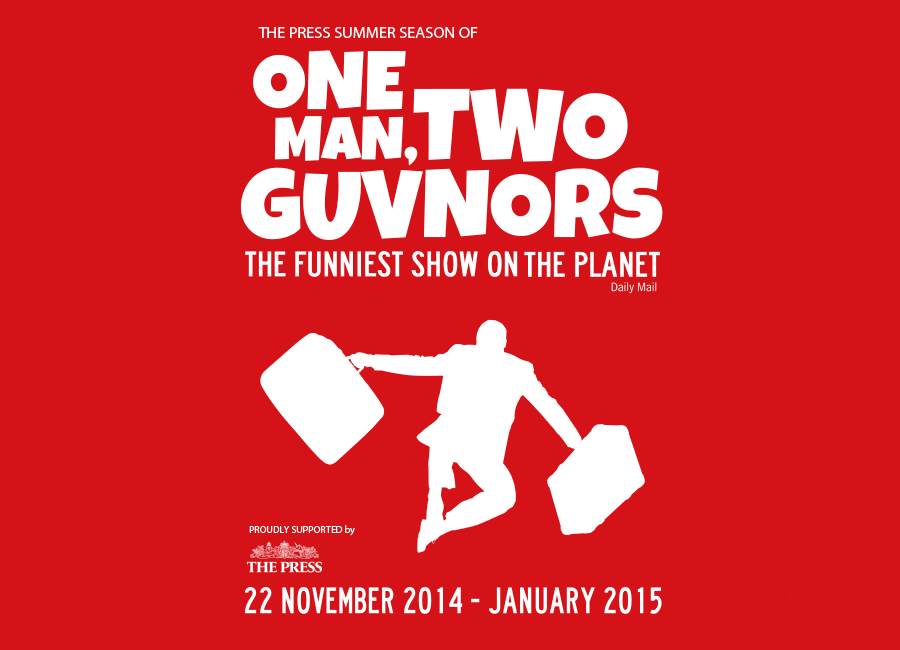 THE PRESS SUMMER SEASON OF
ONE
MAN, TWO
GUVNORS
THE FUNNIEST SHOW ON THE PLANET
Daily Mail
PROUDLY SUPPORTED by
THE PRESS
22 NOVEMBER 2014 - JANUARY 2015